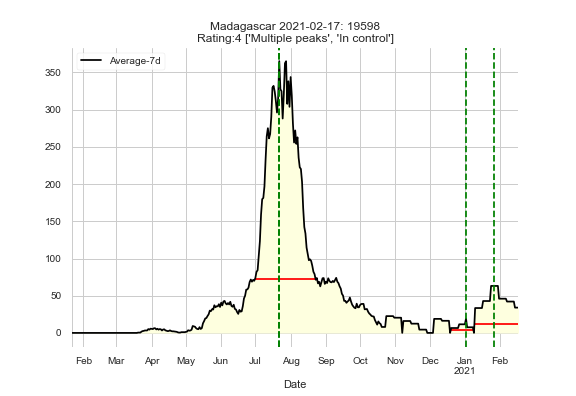 Madagascar 2021-02-17: 19598
Rating:4 ['Multiple peaks', 'In control']
Average-7d
350
300
250
200
150
100
50
0
Feb Mar Apr May Jun Jul Aug Sep Oct Nov Dec Jan Feb
2021
Date